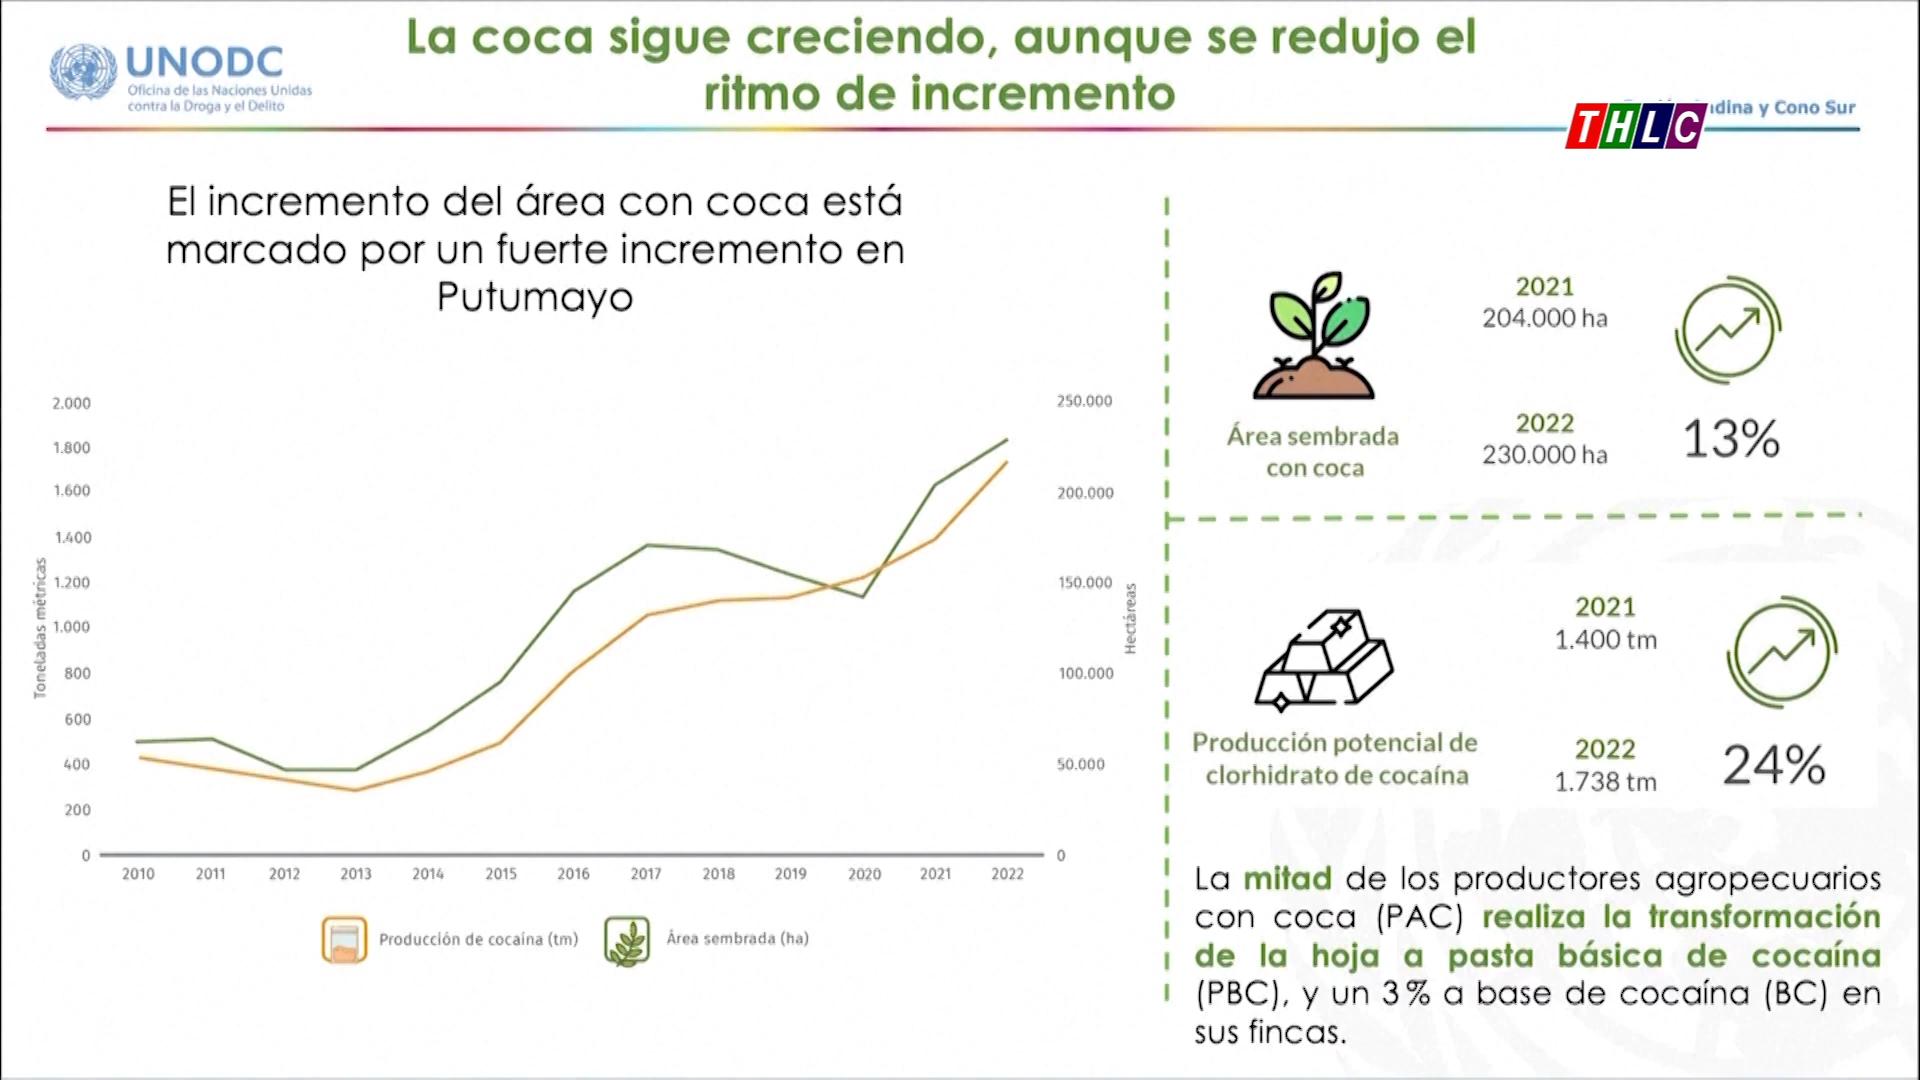 La coca sigue creciendo, aunque se redujo el
ritmo de incremento
UNODC
Oficina de las Naciones Unidas
contra la Droga y el Delito
Andina y Cono Sur
THLC
El incremento del área con coca está
marcado por un fuerte incremento en
Putumayo
2.000
1.800
1.600
1.400
1.200
1.000
800
600
400
200
0
Toneladas métricas
250.000
200.000
150.000
100.000
50.000
0
Hectáreas
2010 2011 2012 2013 2014 2015 2016 2017 2018 2019 2020 2021 2022
Producción de cocaína (tm)
Área sembrada (ha)
Área sembrada
con coca
2021
204.000 ha
2022
230.000 ha
13%
Producción potencial de
clorhidrato de cocaína
2021
1.400 tm
2022
1.738 tm
24%
La mitad de los productores agropecuarios
con coca (PAC) realiza la transformación
de la hoja a pasta básica de cocaína
(PBC), y un 3% a base de cocaína (BC) en
sus fincas.